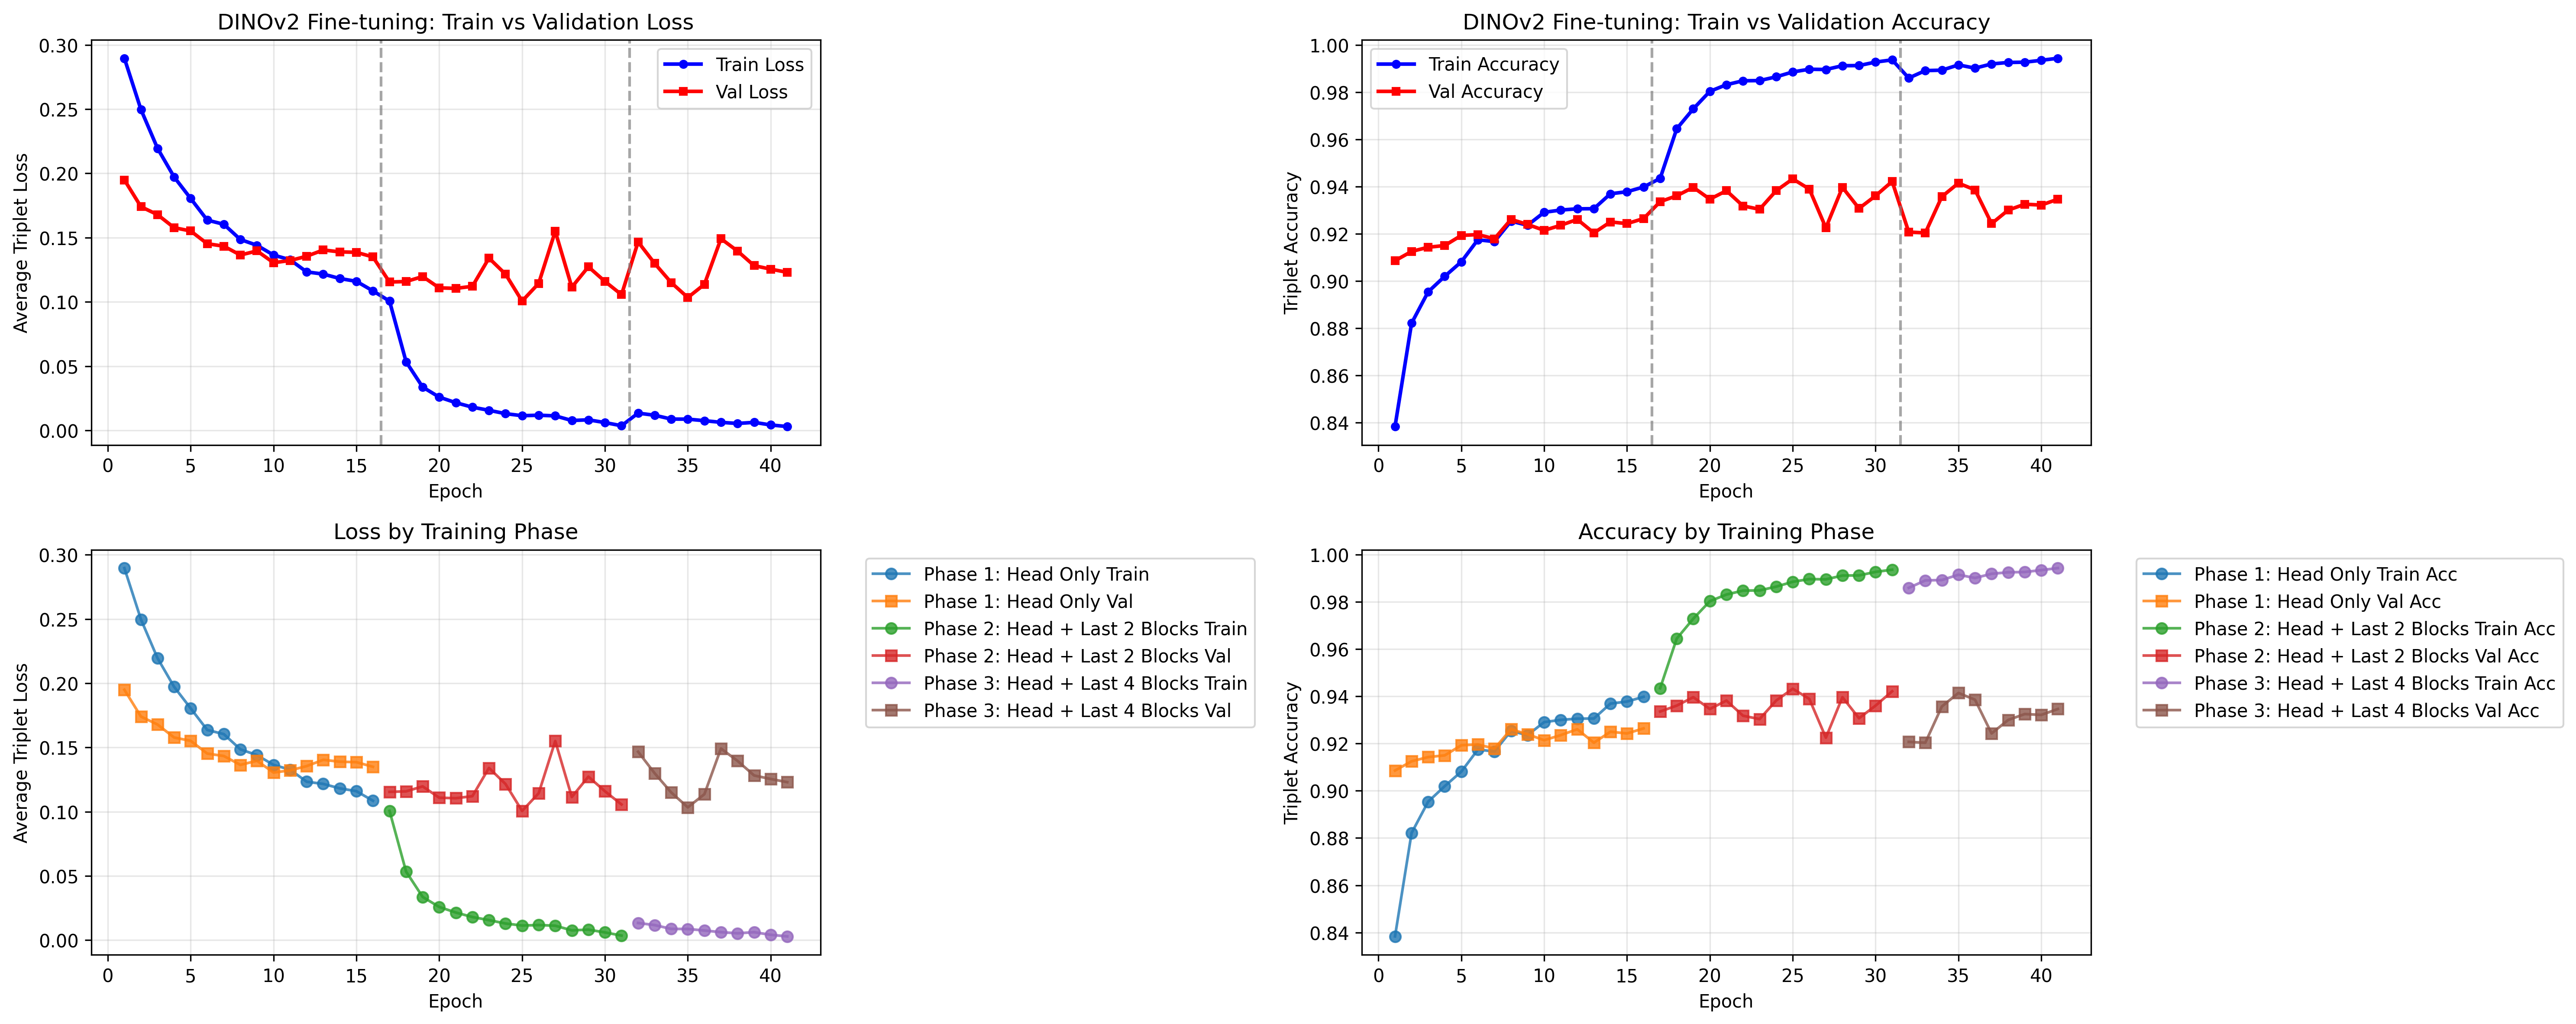 DINOv2 Fine-tuning: Train vs Validation Loss
Average Triplet Loss
0.30
0.25
0.20
0.15
0.10
0.05
0.00
Train Loss
Val Loss
0 5 10 15 20 25 30 35 40
Epoch
DINOv2 Fine-tuning: Train vs Validation Accuracy
Triplet Accuracy
1.00
0.98
0.96
0.94
0.92
0.90
0.88
0.86
0.84
Train Accuracy
Val Accuracy
0 5 10 15 20 25 30 35 40
Epoch
Loss by Training Phase
Average Triplet Loss
0.30
0.25
0.20
0.15
0.10
0.05
0.00
0 5 10 15 20 25 30 35 40
Epoch
Phase 1: Head Only Train
Phase 1: Head Only Val
Phase 2: Head + Last 2 Blocks Train
Phase 2: Head + Last 2 Blocks Val
Phase 3: Head + Last 4 Blocks Train
Phase 3: Head + Last 4 Blocks Val
Accuracy by Training Phase
Triplet Accuracy
1.00
0.98
0.96
0.94
0.92
0.90
0.88
0.86
0.84
0 5 10 15 20 25 30 35 40
Epoch
Phase 1: Head Only Train Acc
Phase 1: Head Only Val Acc
Phase 2: Head + Last 2 Blocks Train Acc
Phase 2: Head + Last 2 Blocks Val Acc
Phase 3: Head + Last 4 Blocks Train Acc
Phase 3: Head + Last 4 Blocks Val Acc